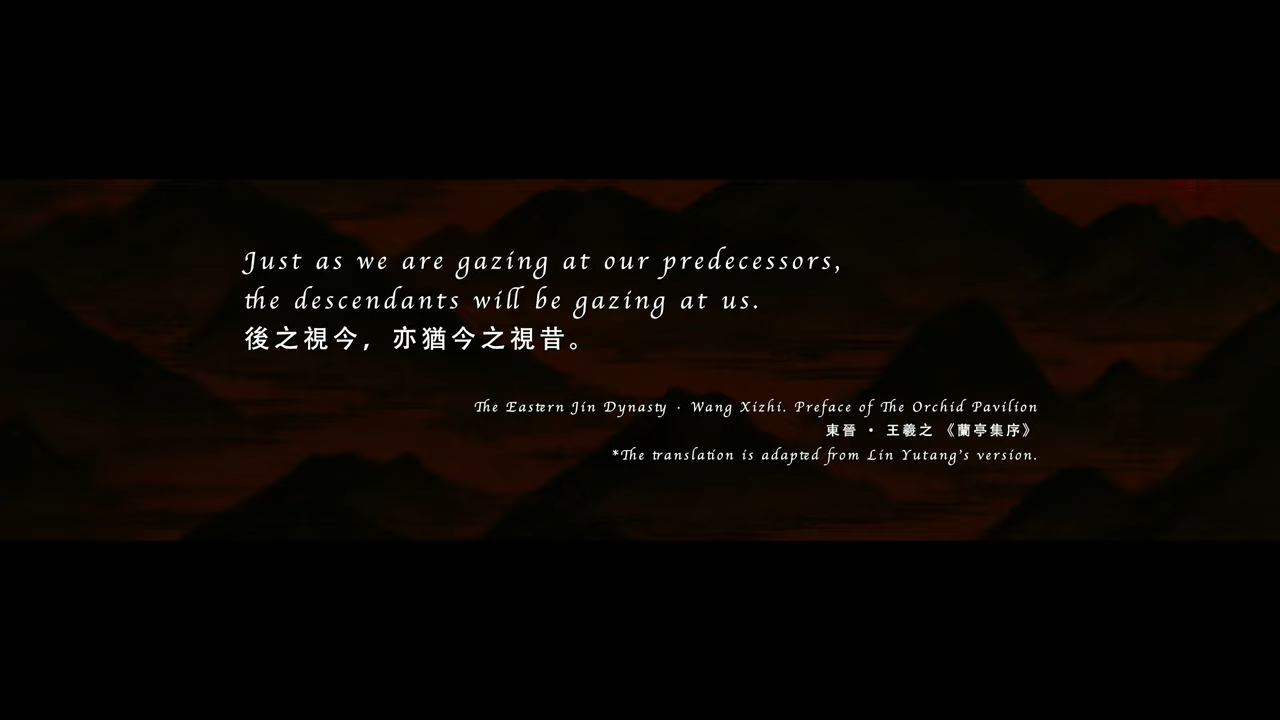 Just as we are gazing at our predecessors,
the descendants will be gazing at us.
後之視今，亦猶今之視昔。
The Eastern Jin Dynasty · Wang Xizhi. Preface of The Orchid Pavilion
東晉 · 王羲之 《蘭亭集序》
*The translation is adapted from Lin Yutang's version.